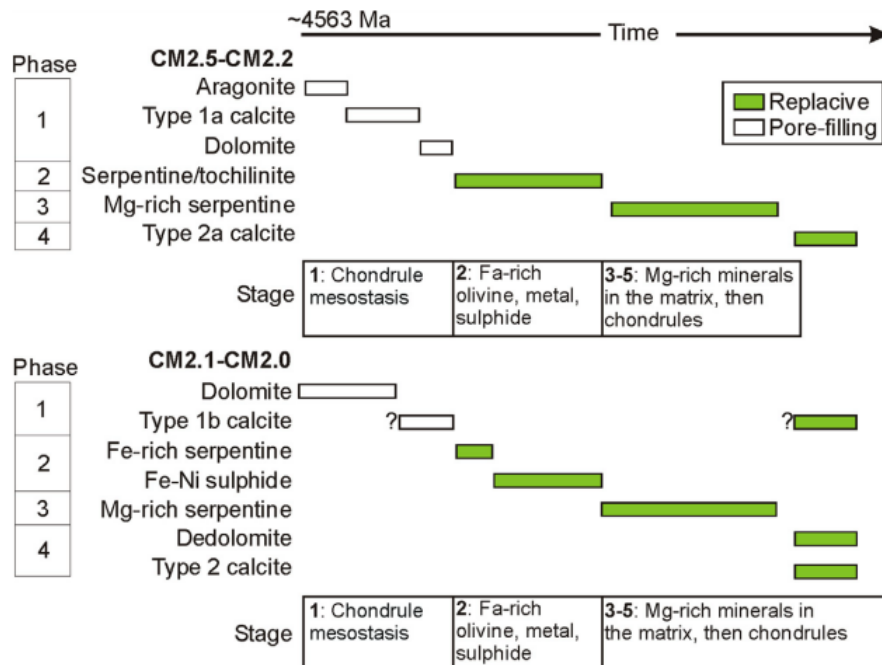 ~4563 Ma
Time
Phase
CM2.5-CM2.2
Replacive
Pore-filling
1
Aragonite
Type 1a calcite
Dolomite
2
Serpentine/tochilinite
3
Mg-rich serpentine
4
Type 2a calcite
Stage
1: Chondrule
mesostasis
2: Fa-rich
olivine, metal,
sulphide
3-5: Mg-rich minerals
in the matrix, then
chondrules
Phase
CM2.1-CM2.0
1
Dolomite
Type 1b calcite
?
?
2
Fe-rich serpentine
Fe-Ni sulphide
3
Mg-rich serpentine
4
Dedolomite
Type 2 calcite
Stage
1: Chondrule
mesostasis
2: Fa-rich
olivine, metal,
sulphide
3-5: Mg-rich minerals in
the matrix, then chondrules